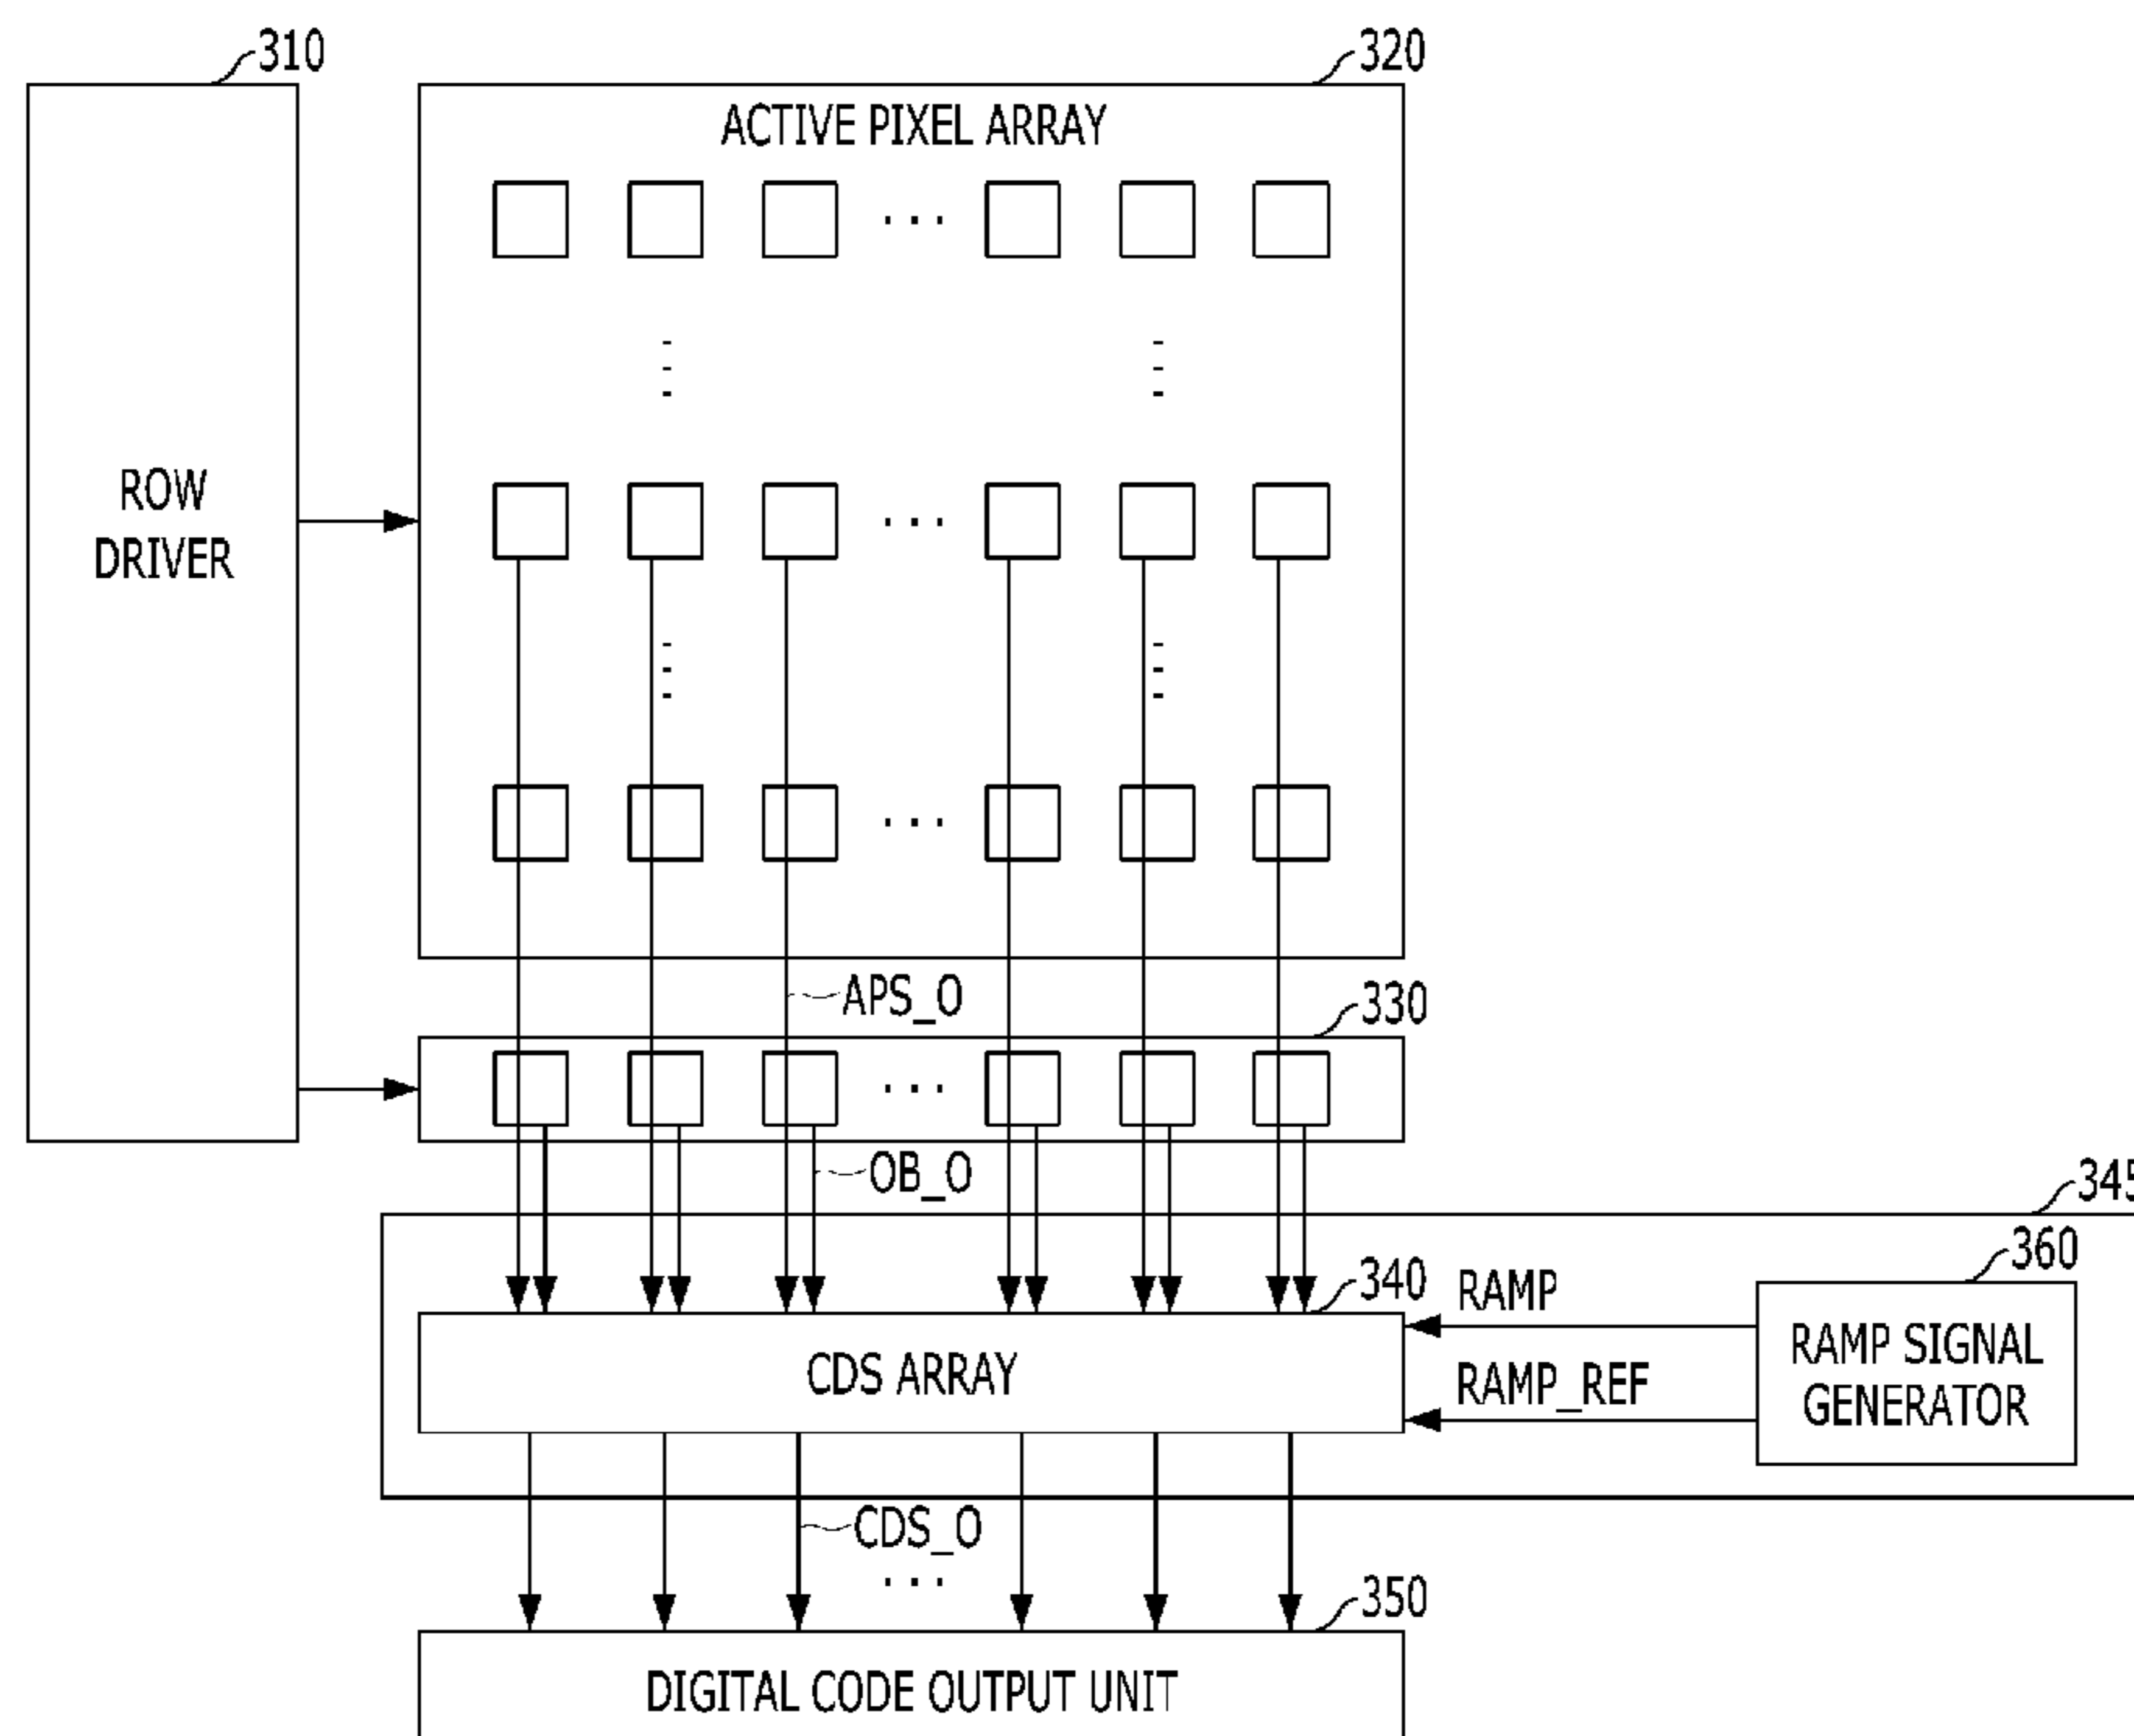 310
320
ACTIVE PIXEL ARRAY
ROW
DRIVER
APS_O
330
OB_O
345
360
340
RAMP
RAMP SIGNAL
GENERATOR
CDS ARRAY
RAMP_REF
CDS_O
350
DIGITAL CODE OUTPUT UNIT